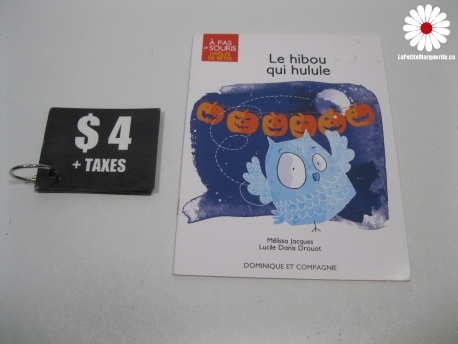 LaPetiteMarguerite.ca
$ 4
+ TAXES
À PAS
DE SOURIS
Le hibou
qui hulule
Mélissa Jacques
Lucile Danis Drouot
DOMINIQUE ET COMPAGNIE